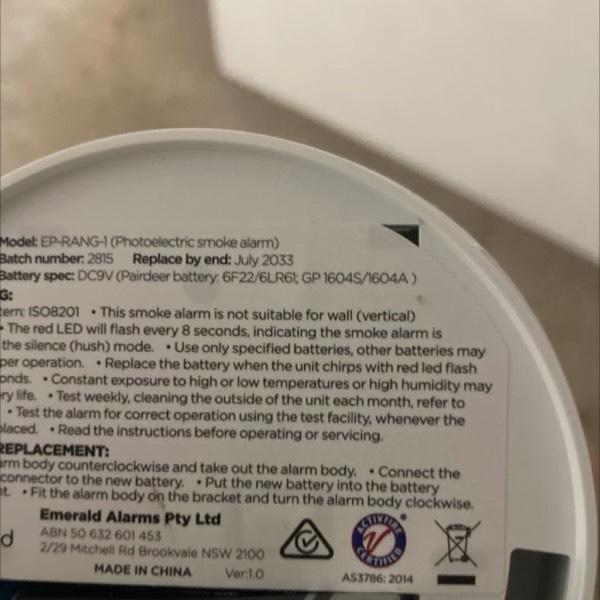 Model: EP-RANG-1 (Photoelectric smoke alarm)
Batch number: 2815 Replace by end: July 2033
Battery spec: DC9V (Pairdeer battery: 6F22/6LR61; GP 1604S/1604A )
G:
tern: ISO8201 • This smoke alarm is not suitable for wall (vertical)
• The red LED will flash every 8 seconds, indicating the smoke alarm is
the silence (hush) mode. • Use only specified batteries, other batteries may
per operation. • Replace the battery when the unit chirps with red led flash
onds. • Constant exposure to high or low temperatures or high humidity may
ry life. • Test weekly, cleaning the outside of the unit each month, refer to
• Test the alarm for correct operation using the test facility, whenever the
placed. • Read the instructions before operating or servicing.
REPLACEMENT:
arm body counterclockwise and take out the alarm body. • Connect the
connector to the new battery. • Put the new battery into the battery
t. • Fit the alarm body on the bracket and turn the alarm body clockwise.
Emerald Alarms Pty Ltd
d
ABN 50 632 601 453
2/29 Mitchell Rd Brookvale NSW 2100
MADE IN CHINA Ver:1.0
ACTIVFIRE
CERTIFIED
AS3786: 2014